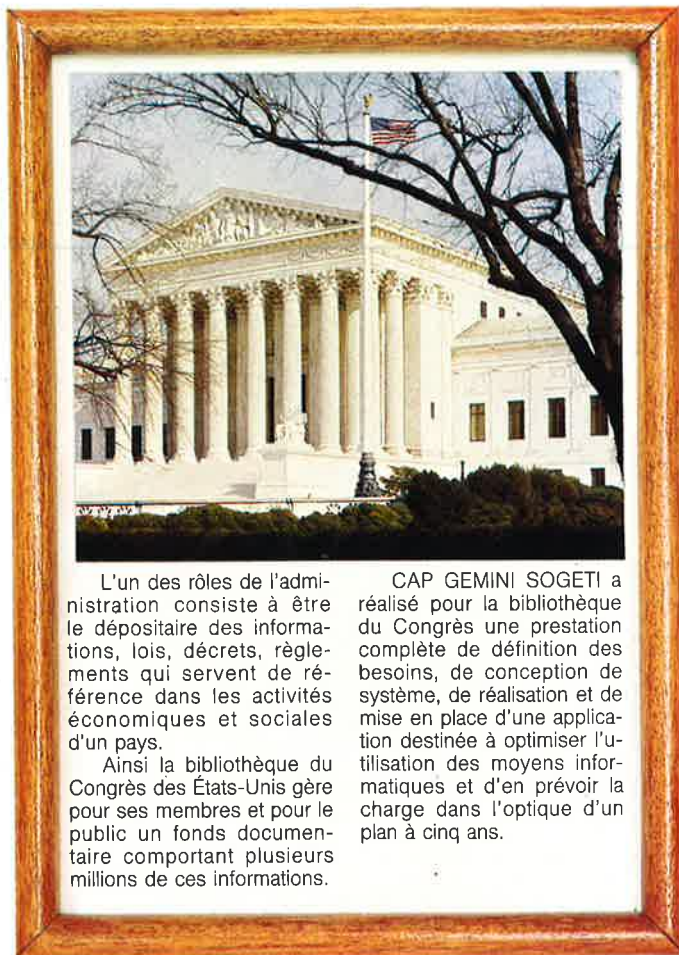 L'un des rôles de l'admi-
nistration consiste à être
le dépositaire des informa-
tions, lois, décrets, règle-
ments qui servent de ré-
férence dans les activités
économiques et sociales
d'un pays.
Ainsi la bibliothèque du
Congrès des États-Unis gère
pour ses membres et pour le
public un fonds documen-
taire comportant plusieurs
millions de ces informations.
CAP GEMINI SOGETI a
réalisé pour la bibliothèque
du Congrès une prestation
complète de définition des
besoins, de conception de
système, de réalisation et de
mise en place d'une applica-
tion destinée à optimiser l'u-
tilisation des moyens infor-
matiques et d'en prévoir la
charge dans l'optique d'un
plan à cinq ans.